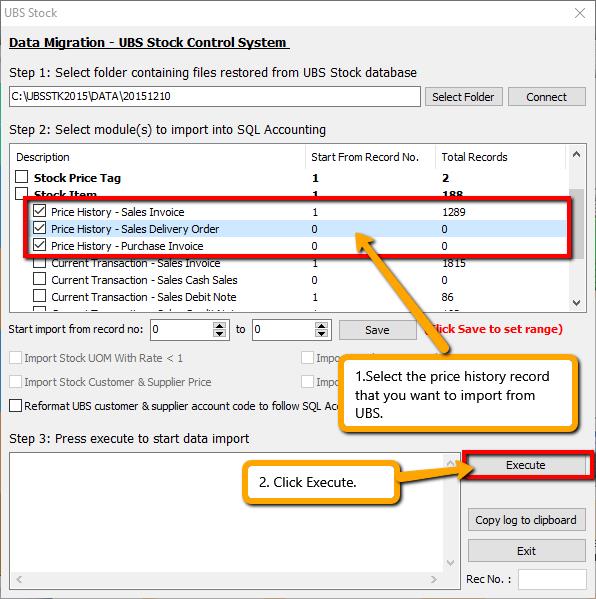 UBS Stock
Data Migration - UBS Stock Control System
Step 1: Select folder containing files restored from UBS Stock database
C:\UBSSTK2015\DATA\20151210 Select Folder Connect
Step 2: Select module(s) to import into SQL Accounting
Description Start From Record No. Total Records
Stock Price Tag 1 2
Stock Item 1 188
Price History - Sales Invoice 1 1289
Price History - Sales Delivery Order 0 0
Price History - Purchase Invoice 0 0
Current Transaction - Sales Invoice 1 1815
Current Transaction - Sales Cash Sales 0 0
Current Transaction - Sales Debit Note 1 86
Start import from record no: 0 to 0 Save (Click Save to set range)
Import Stock UOM With Rate < 1
Import Stock Customer & Supplier Price
Reformat UBS customer & supplier account code to follow SQL
1.Select the price history record
that you want to import from
UBS.
Step 3: Press execute to start data import
2. Click Execute.
Execute
Copy log to clipboard
Exit
Rec No. :